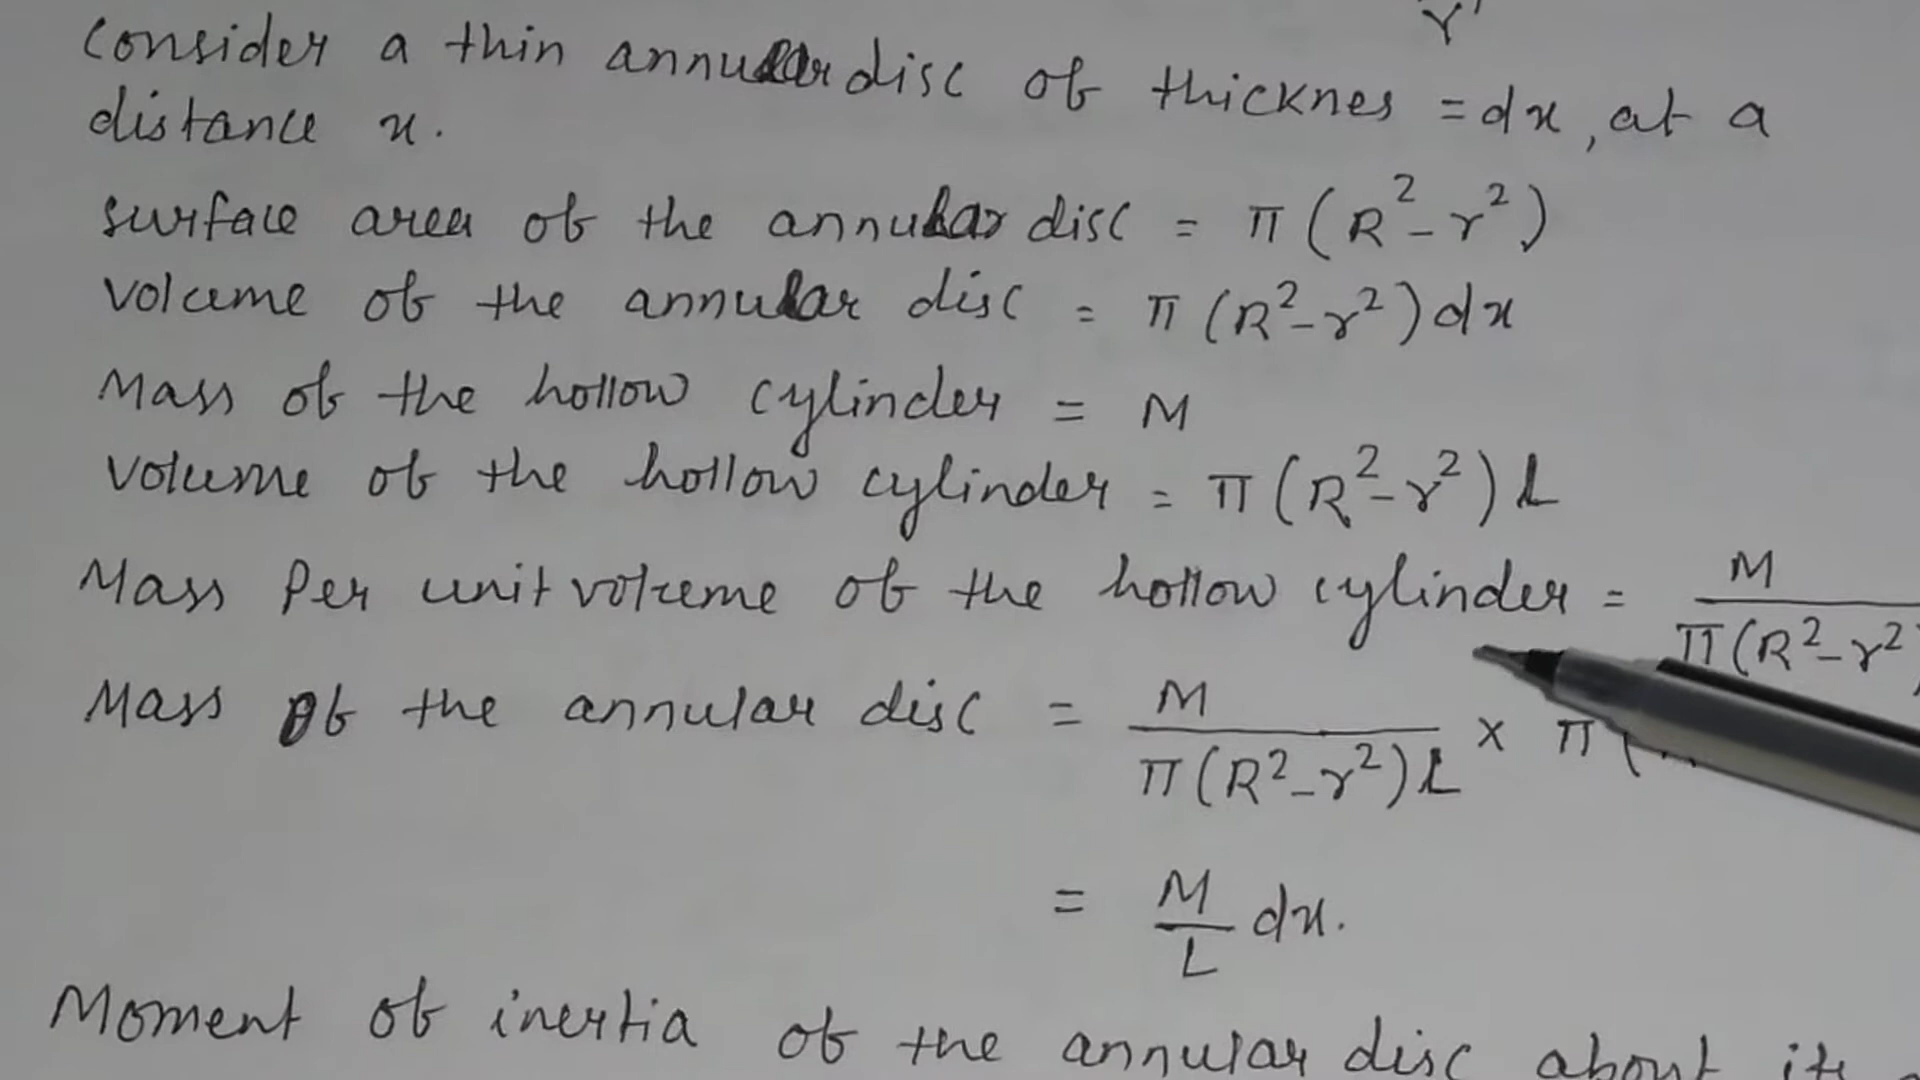 Y'
Consider a thin annular disc of thicknes = dx, at a
distance x.
surface area of the annular disc = π(R²-r²)
Volume of the annular disc = π(R²-r²)dx
Mass of the hollow cylinder = M
Volume of the hollow cylinder = π(R²-r²)L
Mass Per unit volume of the hollow cylinder = M / π(R²-r²
Mass of the annular disc = M / π(R²-r²)L × π(
= M/L dx.
Moment of inertia of the annular disc about its